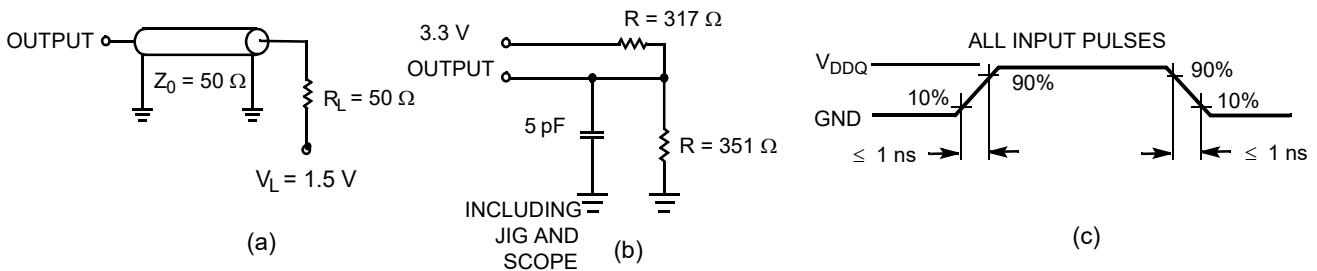 OUTPUT
Z0 = 50 Ω
RL = 50 Ω
VL = 1.5 V
(a)
3.3 V
R = 317 Ω
OUTPUT
5 pF
R = 351 Ω
INCLUDING
JIG AND
SCOPE
(b)
ALL INPUT PULSES
VDDQ
GND
10%
90%
90%
10%
≤ 1 ns
≤ 1 ns
(c)